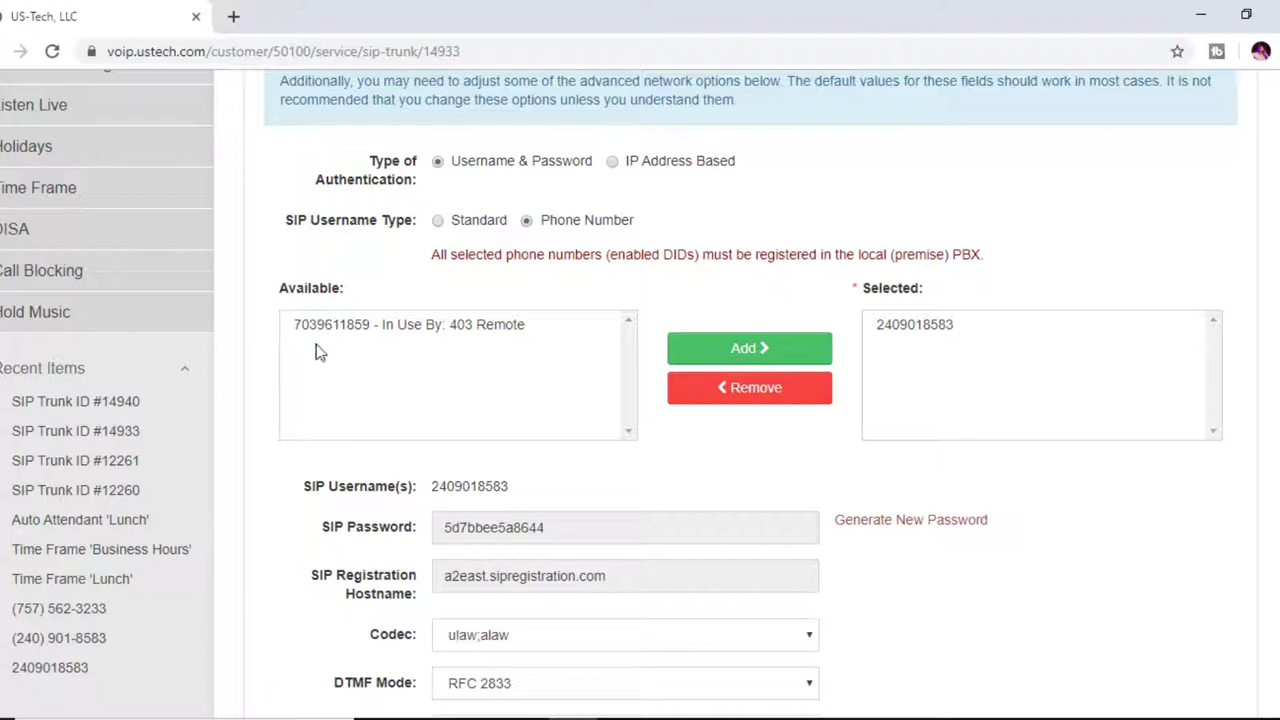 US-Tech, LLC
voip.ustech.com/customer/50100/service/sip-trunk/14933
Additionally, you may need to adjust some of the advanced network options below. The default values for these fields should work in most cases. It is not
recommended that you change these options unless you understand them.
isten Live
Holidays
Time Frame
DISA
Call Blocking
Hold Music
Recent Items
SIP Trunk ID #14940
SIP Trunk ID #14933
SIP Trunk ID #12261
SIP Trunk ID #12260
Auto Attendant 'Lunch'
Time Frame 'Business Hours'
Time Frame 'Lunch'
(757) 562-3233
(240) 901-8583
2409018583
Type of
Authentication:
Username & Password
IP Address Based
SIP Username Type:
Standard
Phone Number
All selected phone numbers (enabled DIDs) must be registered in the local (premise) PBX.
Available:
* Selected:
7039611859 - In Use By: 403 Remote
Add
Remove
2409018583
SIP Username(s):
2409018583
SIP Password:
5d7bbee5a8644
Generate New Password
SIP Registration
Hostname:
a2east.sipregistration.com
Codec:
ulaw;alaw
DTMF Mode:
RFC 2833